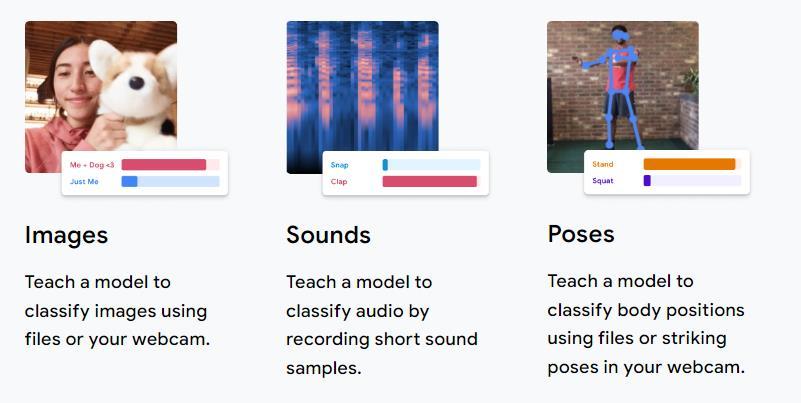 Me + Dog <3
Just Me
Snap
Clap
Stand
Squat
Images
Teach a model to
classify images using
files or your webcam.
Sounds
Teach a model to
classify audio by
recording short sound
samples.
Poses
Teach a model to
classify body positions
using files or striking
poses in your webcam.